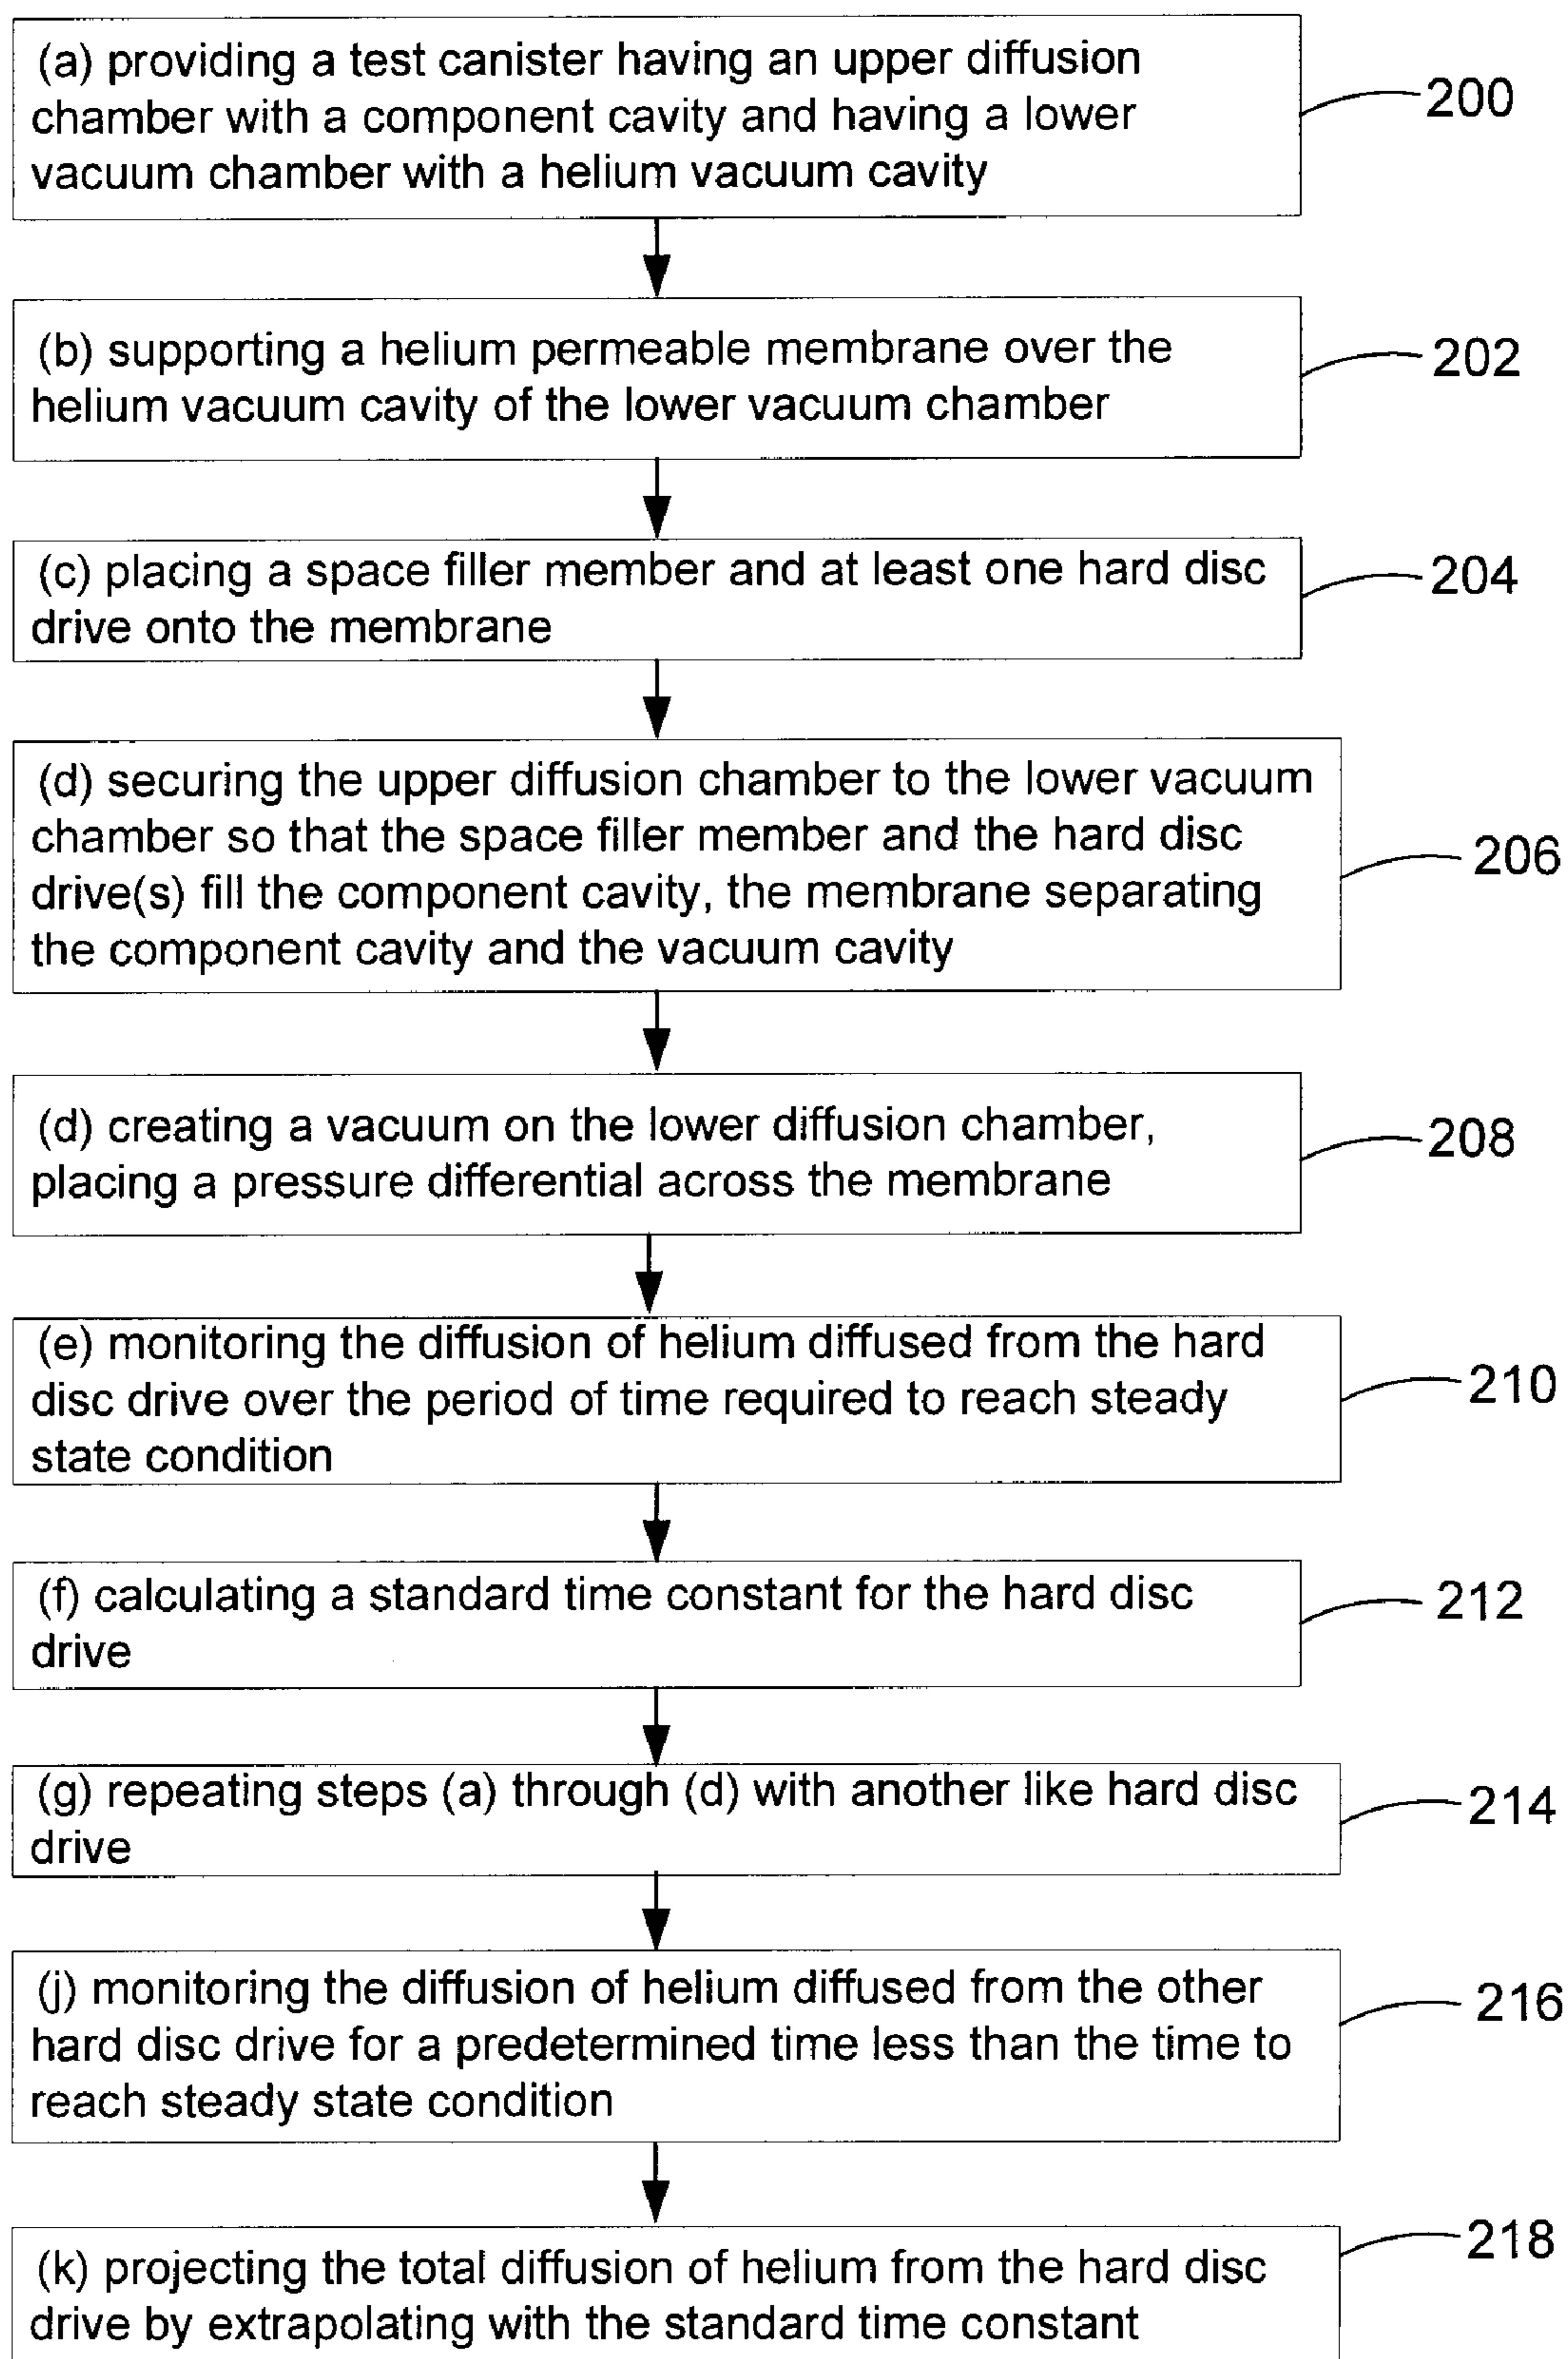 (a) providing a test canister having an upper diffusion
chamber with a component cavity and having a lower
vacuum chamber with a helium vacuum cavity
200
(b) supporting a helium permeable membrane over the
helium vacuum cavity of the lower vacuum chamber
202
(c) placing a space filler member and at least one hard disc
drive onto the membrane
204
(d) securing the upper diffusion chamber to the lower vacuum
chamber so that the space filler member and the hard disc
drive(s) fill the component cavity, the membrane separating
the component cavity and the vacuum cavity
206
(d) creating a vacuum on the lower diffusion chamber,
placing a pressure differential across the membrane
208
(e) monitoring the diffusion of helium diffused from the hard
disc drive over the period of time required to reach steady
state condition
210
(f) calculating a standard time constant for the hard disc
drive
212
(g) repeating steps (a) through (d) with another like hard disc
drive
214
(j) monitoring the diffusion of helium diffused from the other
hard disc drive for a predetermined time less than the time to
reach steady state condition
216
(k) projecting the total diffusion of helium from the hard disc
drive by extrapolating with the standard time constant
218